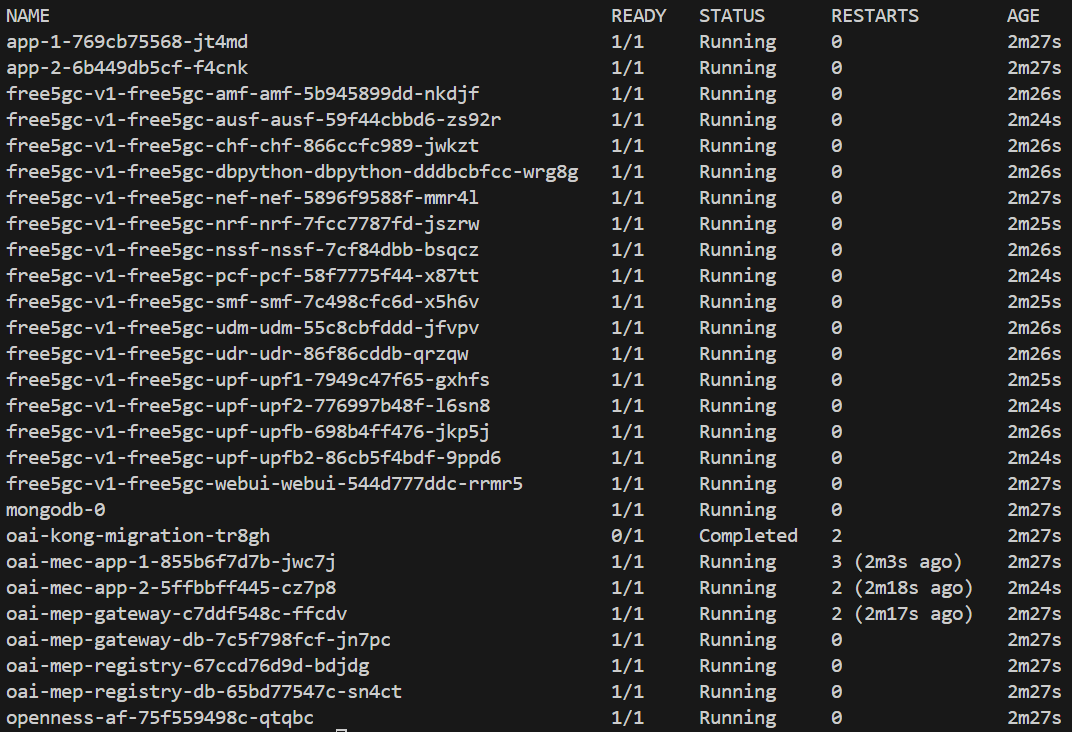 NAME READY STATUS RESTARTS AGE
app-1-769cb75568-jt4md 1/1 Running 0 2m27s
app-2-6b449db5cf-f4cnk 1/1 Running 0 2m27s
free5gc-v1-free5gc-amf-amf-5b945899dd-nkdjf 1/1 Running 0 2m26s
free5gc-v1-free5gc-ausf-ausf-59f44cbbd6-zs92r 1/1 Running 0 2m24s
free5gc-v1-free5gc-chf-chf-866ccfc989-jwkzt 1/1 Running 0 2m26s
free5gc-v1-free5gc-dbpython-dbpython-dddbcbfcc-wrg8g 1/1 Running 0 2m26s
free5gc-v1-free5gc-nef-nef-5896f9588f-mmr4l 1/1 Running 0 2m27s
free5gc-v1-free5gc-nrf-nrf-7fcc7787fd-jszrw 1/1 Running 0 2m25s
free5gc-v1-free5gc-nssf-nssf-7cf84dbb-bsqcz 1/1 Running 0 2m26s
free5gc-v1-free5gc-pcf-pcf-58f7775f44-x87tt 1/1 Running 0 2m24s
free5gc-v1-free5gc-smf-smf-7c498cfc6d-x5h6v 1/1 Running 0 2m25s
free5gc-v1-free5gc-udm-udm-55c8cbfddd-jfvpv 1/1 Running 0 2m26s
free5gc-v1-free5gc-udr-udr-86f86cddb-qrzqw 1/1 Running 0 2m26s
free5gc-v1-free5gc-upf-upf1-7949c47f65-gxhfs 1/1 Running 0 2m25s
free5gc-v1-free5gc-upf-upf2-776997b48f-l6sn8 1/1 Running 0 2m24s
free5gc-v1-free5gc-upf-upfb-698b4ff476-jkp5j 1/1 Running 0 2m26s
free5gc-v1-free5gc-upf-upfb2-86cb5f4bdf-9ppd6 1/1 Running 0 2m24s
free5gc-v1-free5gc-webui-webui-544d777ddc-rrmr5 1/1 Running 0 2m27s
mongodb-0 1/1 Running 0 2m27s
oai-kong-migration-tr8gh 0/1 Completed 2 2m27s
oai-mec-app-1-855b6f7d7b-jwc7j 1/1 Running 3 (2m3s ago) 2m27s
oai-mec-app-2-5ffbbff445-cz7p8 1/1 Running 2 (2m18s ago) 2m24s
oai-mep-gateway-c7ddf548c-ffcdv 1/1 Running 2 (2m17s ago) 2m27s
oai-mep-gateway-db-7c5f798fcf-jn7pc 1/1 Running 0 2m27s
oai-mep-registry-67ccd76d9d-bdjdg 1/1 Running 0 2m27s
oai-mep-registry-db-65bd77547c-sn4ct 1/1 Running 0 2m27s
openness-af-75f559498c-qtqbc 1/1 Running 0 2m27s